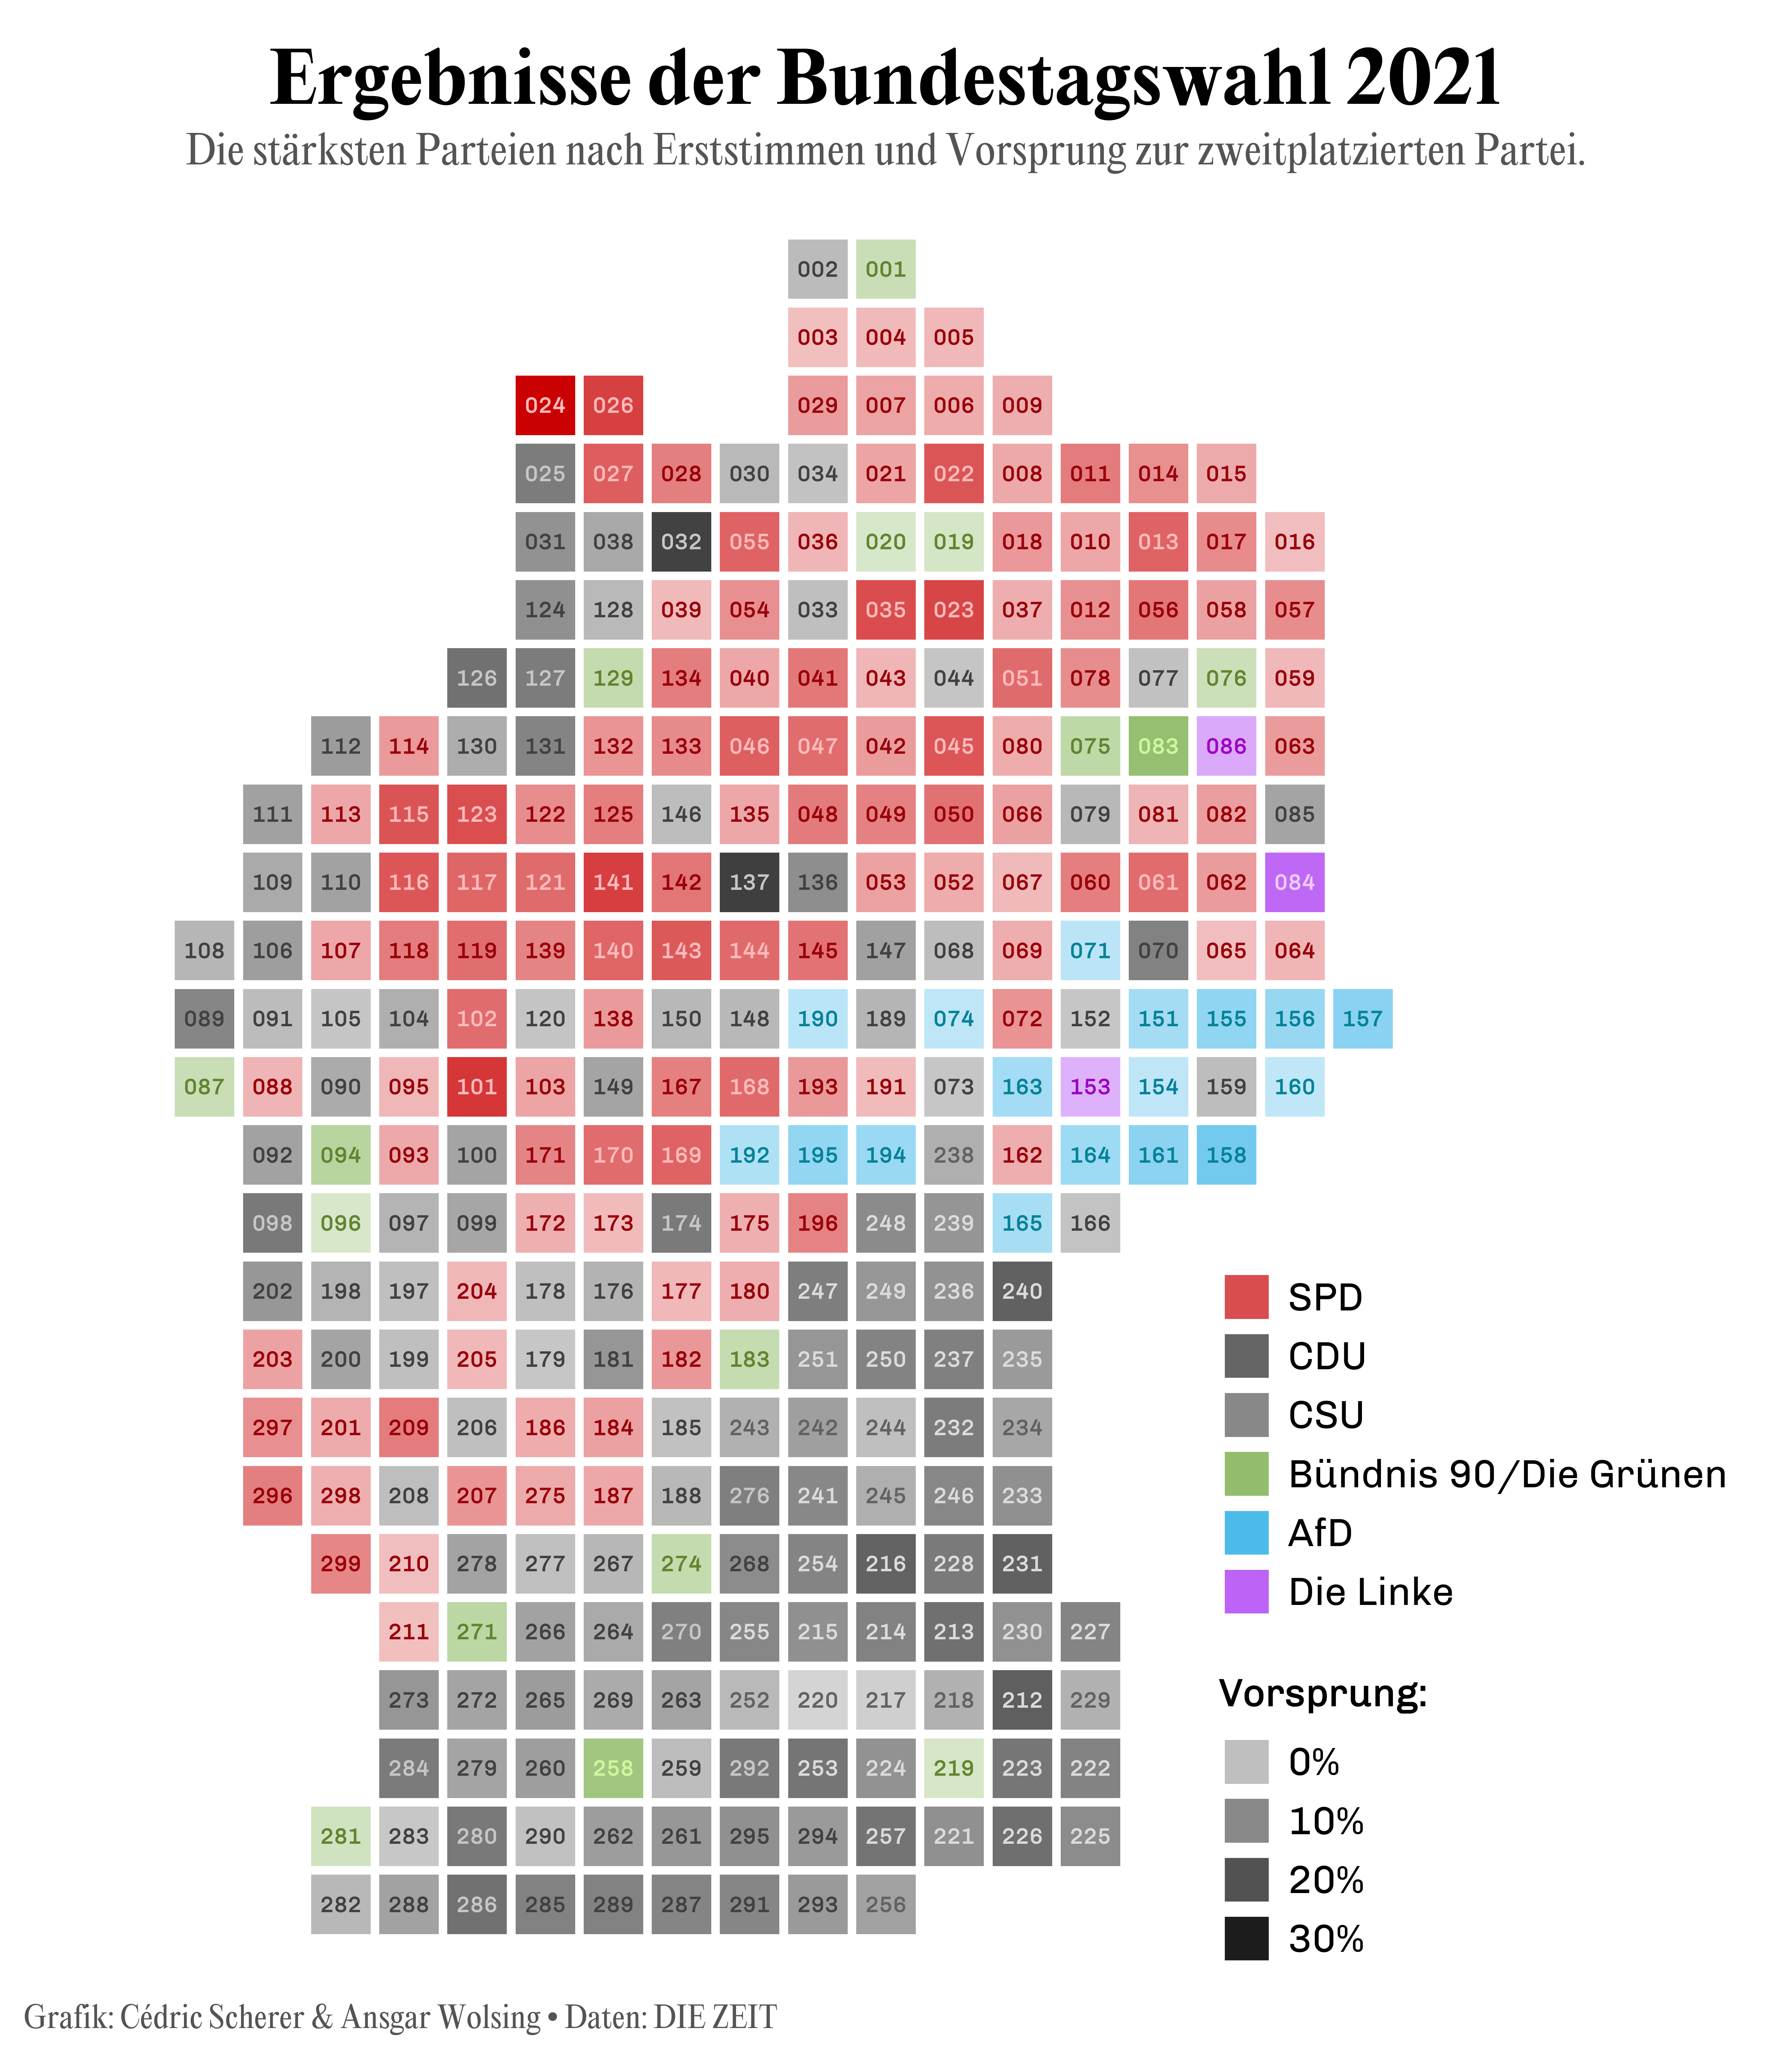 Ergebnisse der Bundestagswahl 2021
Die stärksten Parteien nach Erststimmen und Vorsprung zur zweitplatzierten Partei.
002 001
003 004 005
024 026 029 007 006 009
025 027 028 030 034 021 022 008 011 014 015
031 038 032 055 036 020 019 018 010 013 017 016
124 128 039 054 033 035 023 037 012 056 058 057
126 127 129 134 040 041 043 044 051 078 077 076 059
112 114 130 131 132 133 046 047 042 045 080 075 083 086 063
111 113 115 123 122 125 146 135 048 049 050 066 079 081 082 085
109 110 116 117 121 141 142 137 136 053 052 067 060 061 062 084
108 106 107 118 119 139 140 143 144 145 147 068 069 071 070 065 064
089 091 105 104 102 120 138 150 148 190 189 074 072 152 151 155 156 157
087 088 090 095 101 103 149 167 168 193 191 073 163 153 154 159 160
092 094 093 100 171 170 169 192 195 194 238 162 164 161 158
098 096 097 099 172 173 174 175 196 248 239 165 166
202 198 197 204 178 176 177 180 247 249 236 240
203 200 199 205 179 181 182 183 251 250 237 235
297 201 209 206 186 184 185 243 242 244 232 234
296 298 208 207 275 187 188 276 241 245 246 233
299 210 278 277 267 274 268 254 216 228 231
211 271 266 264 270 255 215 214 213 230 227
273 272 265 269 263 252 220 217 218 212 229
284 279 260 258 259 292 253 224 219 223 222
281 283 280 290 262 261 295 294 257 221 226 225
282 288 286 285 289 287 291 293 256
SPD
CDU
CSU
Bündnis 90/Die Grünen
AfD
Die Linke
Vorsprung:
0%
10%
20%
30%
Grafik: Cédric Scherer & Ansgar Wolsing • Daten: DIE ZEIT